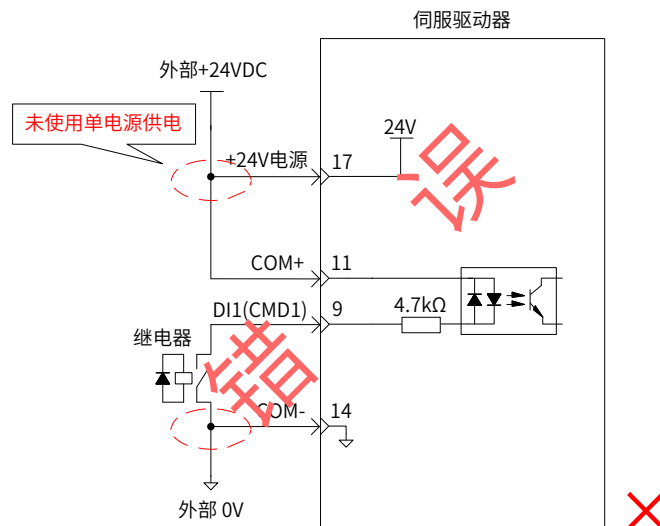 伺服驱动器
外部+24VDC
未使用单电源供电
24V
+24V电源
17
误
COM+
11
DI1(CMD1)
9
4.7kΩ
继电器
错
COM-
14
外部 0V